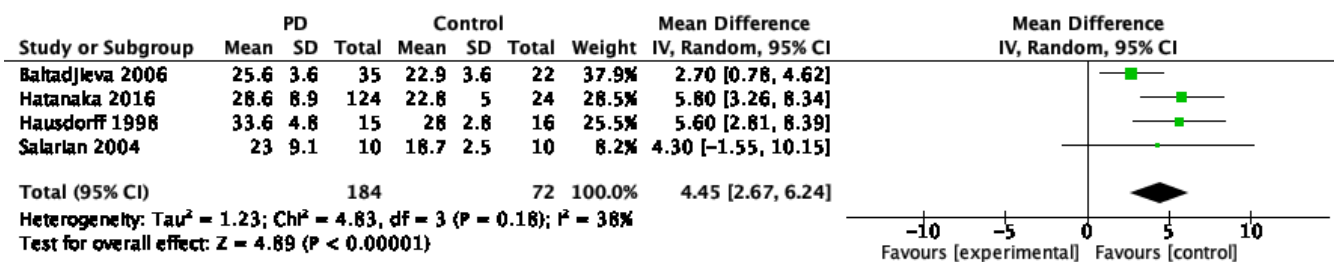 PD Control Mean Difference Mean Difference
Study or Subgroup Mean SD Total Mean SD Total Weight IV, Random, 95% CI IV, Random, 95% CI
Baltadjieva 2006 25.6 3.6 35 22.9 3.6 22 37.9% 2.70 [0.78, 4.62]
Hatanaka 2016 28.6 8.9 124 22.8 5 24 28.5% 5.80 [3.26, 8.34]
Hausdorff 1998 33.6 4.8 15 28 2.8 16 25.5% 5.60 [2.81, 8.39]
Salarian 2004 23 9.1 10 18.7 2.5 10 8.2% 4.30 [-1.55, 10.15]
Total (95% CI) 184 72 100.0% 4.45 [2.67, 6.24]
Heterogeneity: Tau² = 1.23; Chi² = 4.83, df = 3 (P = 0.18); I² = 38%
Test for overall effect: Z = 4.89 (P < 0.00001)
-10 -5 0 5 10
Favours [experimental] Favours [control]